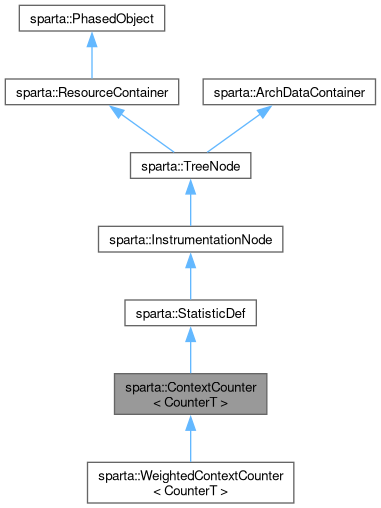 sparta::PhasedObject
sparta::ResourceContainer
sparta::ArchDataContainer
sparta::TreeNode
sparta::InstrumentationNode
sparta::StatisticDef
sparta::ContextCounter
< CounterT >
sparta::WeightedContextCounter
< CounterT >